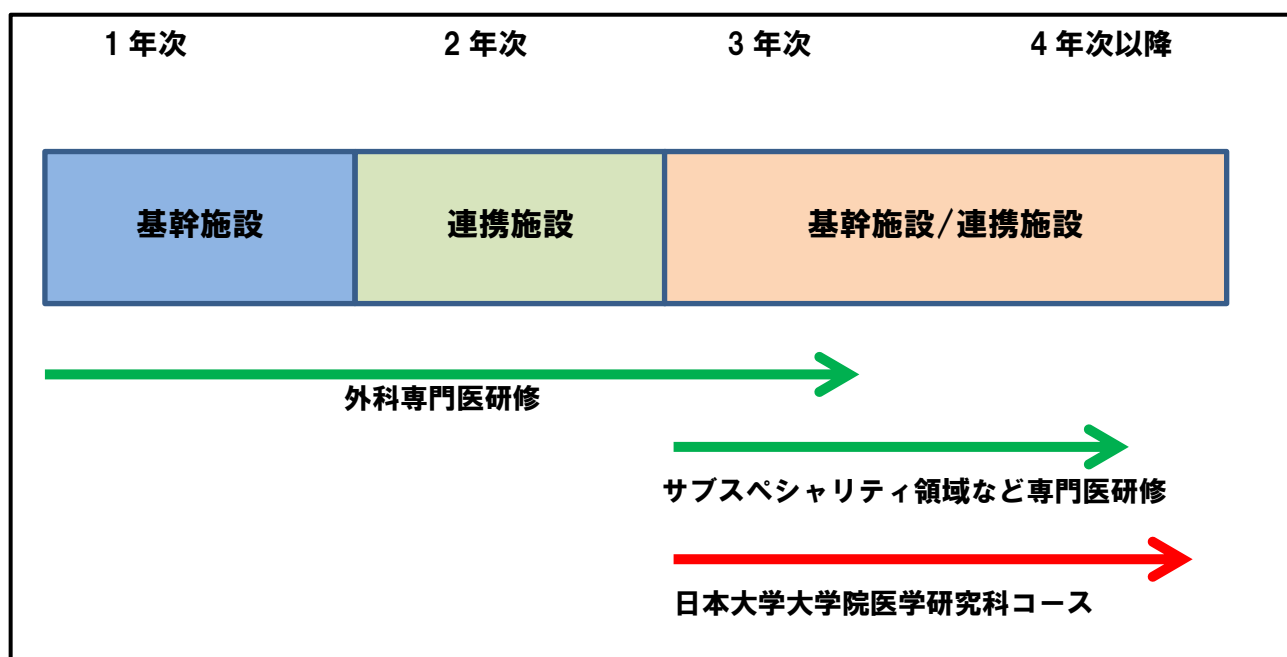 1年次 2年次 3年次 4年次以降
基幹施設 連携施設 基幹施設/連携施設
外科専門医研修
サブスペシャリティ領域など専門医研修
日本大学大学院医学研究科コース